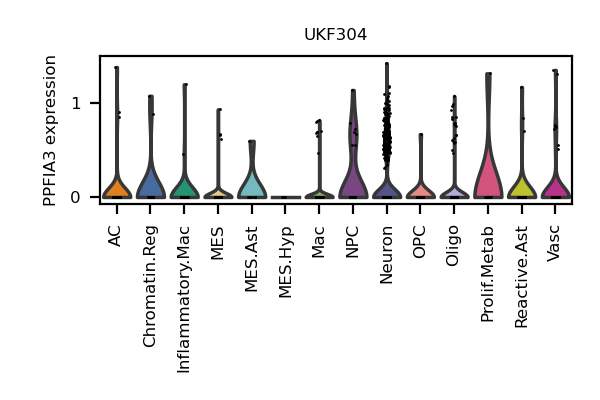 UKF304
PPFIA3 expression
1
0
AC
Chromatin.Reg
Inflammatory.Mac
MES
MES.Ast
MES.Hyp
Mac
NPC
Neuron
OPC
Oligo
Prolif.Metab
Reactive.Ast
Vasc